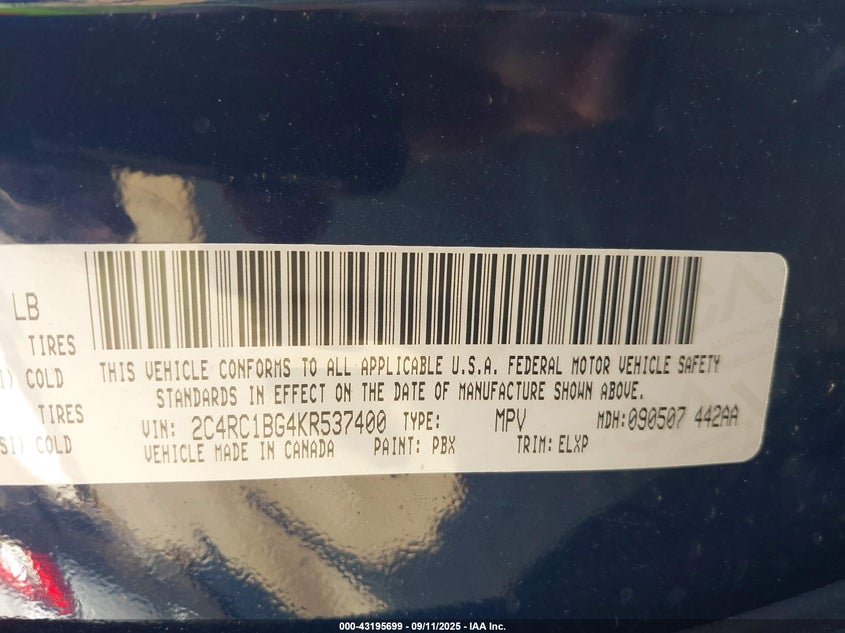 LB
TIRES
COLD
THIS VEHICLE CONFORMS TO ALL APPLICABLE U.S.A. FEDERAL MOTOR VEHICLE SAFETY
STANDARDS IN EFFECT ON THE DATE OF MANUFACTURE SHOWN ABOVE.
TIRES
SI) COLD
VIN: 2C4RC1BG4KR537400 TYPE: MPV MDH:090507 442AA
VEHICLE MADE IN CANADA PAINT: PBX TRIM: ELXP
000-43195699 - 09/11/2025 - IAA Inc.